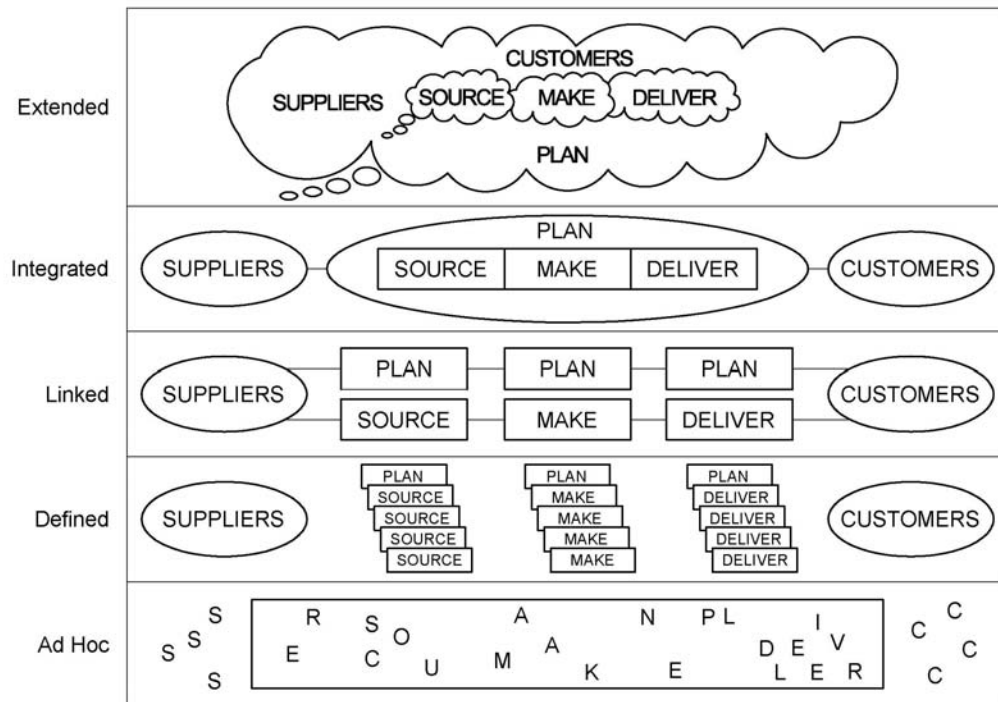 Extended
CUSTOMERS
SUPPLIERS SOURCE MAKE DELIVER
PLAN
Integrated
PLAN
SUPPLIERS SOURCE MAKE DELIVER CUSTOMERS
Linked
PLAN PLAN PLAN
SUPPLIERS CUSTOMERS
SOURCE MAKE DELIVER
Defined
PLAN PLAN PLAN
SOURCE MAKE DELIVER
SUPPLIERS SOURCE MAKE DELIVER CUSTOMERS
SOURCE MAKE DELIVER
SOURCE MAKE DELIVER
Ad Hoc
S R S A N P L I C
S S O A D E V C C
E C U M K E L E R C
S